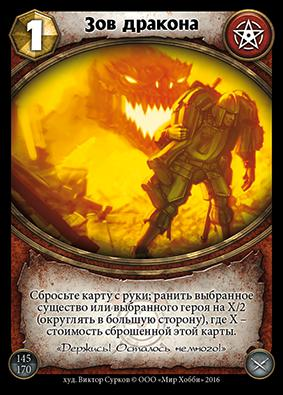 1
Зов дракона
Сбросьте карту с руки; ранить выбранное
существо или выбранного героя на X/2
(округлять в большую сторону), где X –
стоимость сброшенной этой карты.
«Держись! Осталось немного!»
145
170
худ. Виктор Сурков © ООО «Мир Хобби» 2016